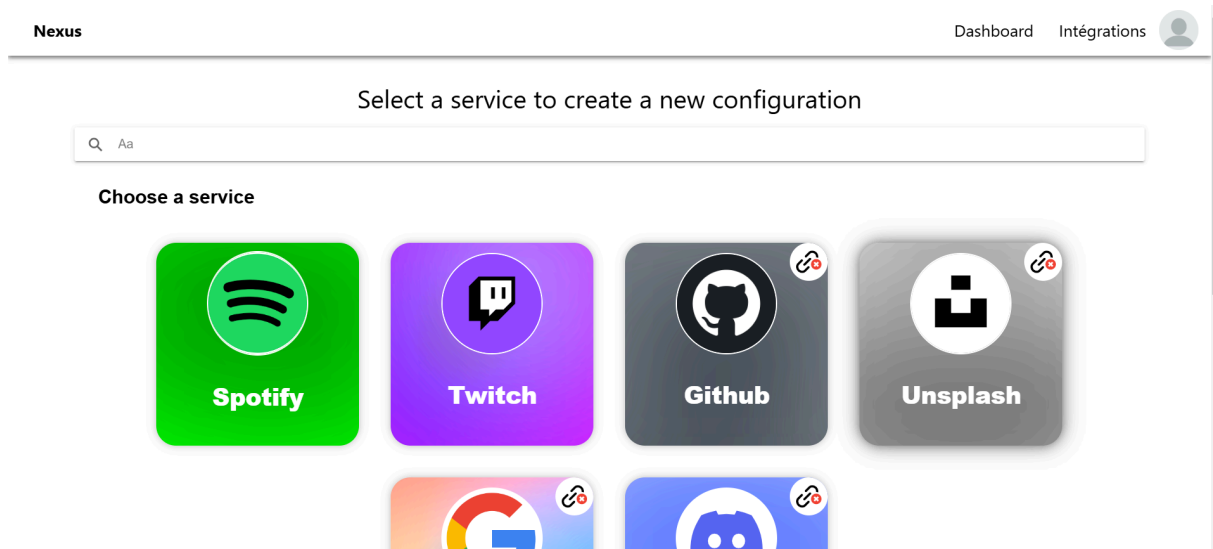 Nexus
Dashboard Intégrations
Select a service to create a new configuration
Aa
Choose a service
Spotify Twitch Github Unsplash